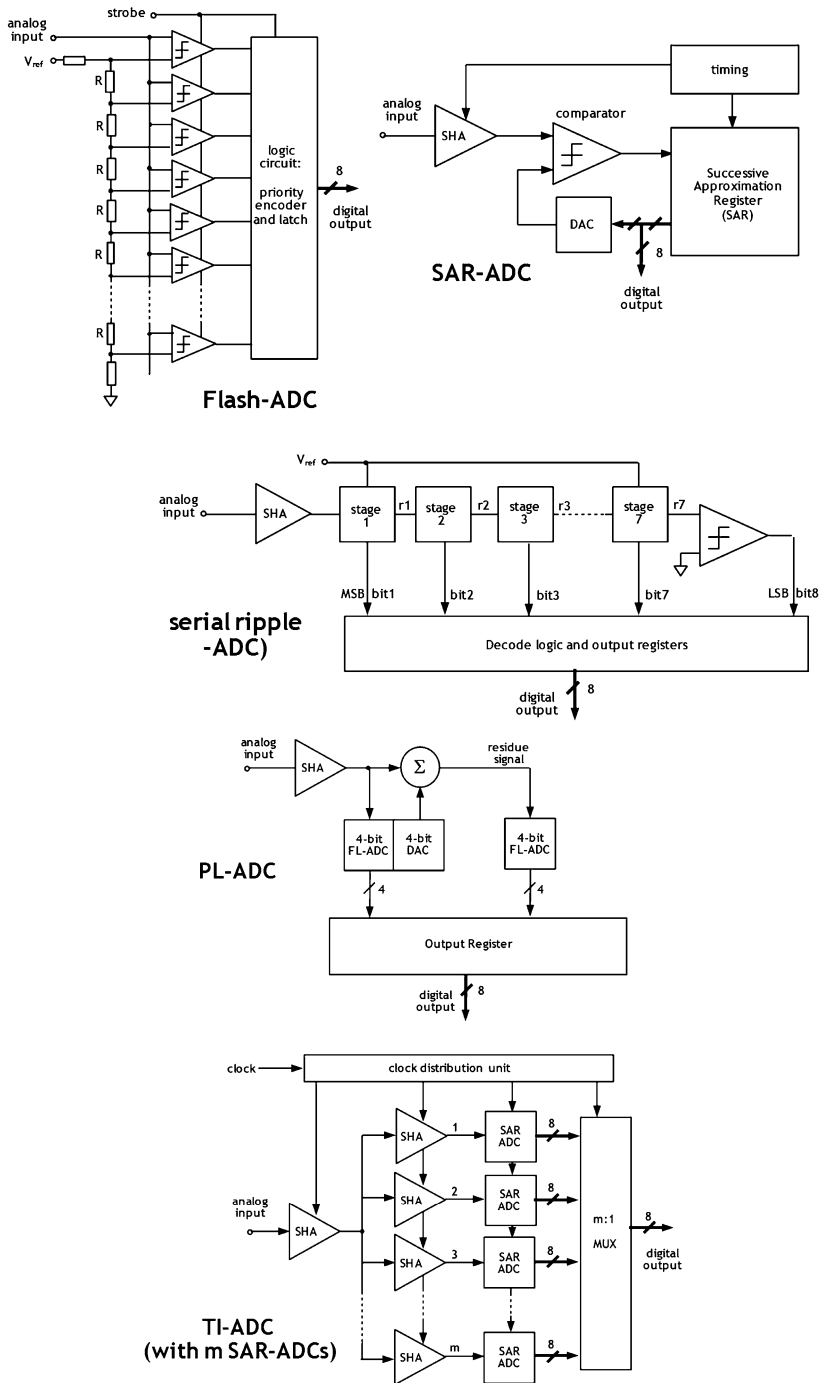 strobe
analog
input
Vref
R
R
R
R
R
R
logic
circuit:
priority
encoder
and latch
8
digital
output
Flash-ADC
timing
analog
input
SHA
comparator
Successive
Approximation
Register
(SAR)
DAC
8
digital
output
SAR-ADC
Vref
analog
input
SHA
stage
1
r1
stage
2
r2
stage
3
r3
stage
7
r7
MSB bit1
bit2
bit3
bit7
LSB bit8
serial ripple
-ADC)
Decode logic and output registers
digital
output
8
analog
input
SHA
Σ
residue
signal
4-bit
FL-ADC
4-bit
DAC
4-bit
FL-ADC
PL-ADC
4
4
Output Register
digital
output
8
clock
clock distribution unit
analog
input
SHA
SHA
1
SAR
ADC
8
SHA
2
SAR
ADC
8
SHA
3
SAR
ADC
8
SHA
m
SAR
ADC
8
m:1
MUX
8
digital
output
TI-ADC
(with m SAR-ADCs)